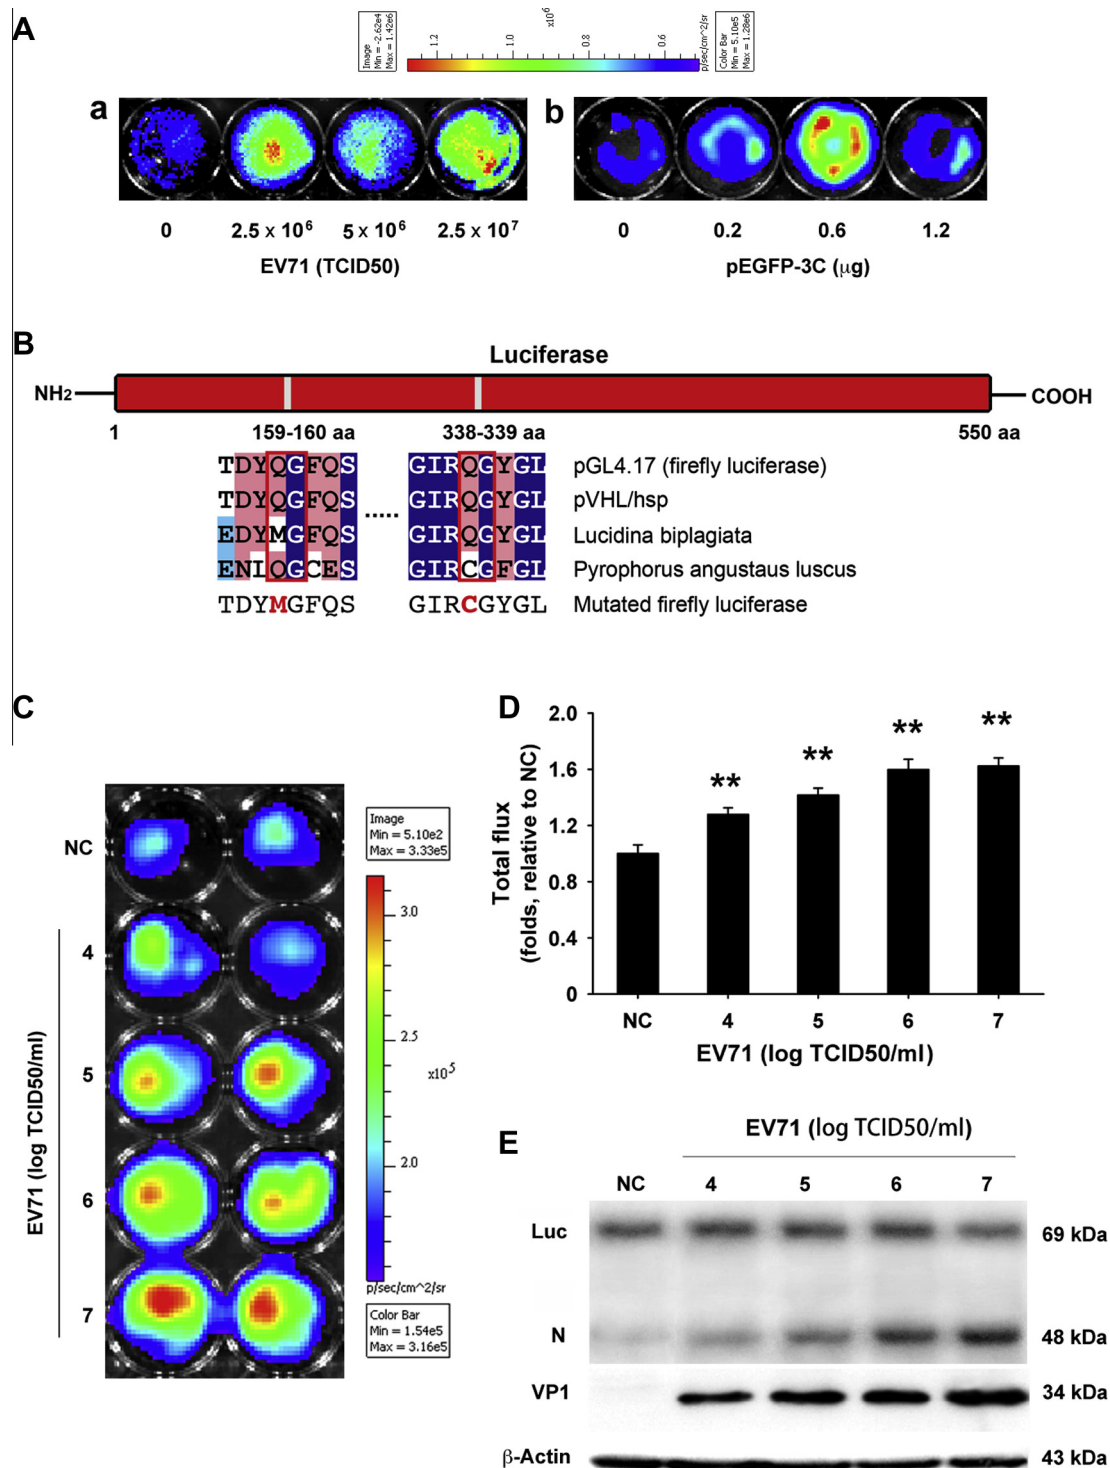 A
Image
Min = -2.62e4
Max = 1.42e6
1.2
1.0
x10⁶
0.8
0.6
p/sec/cm^2/sr
Color Bar
Min = 5.10e5
Max = 1.28e6
a
b
0 2.5 x 10⁶ 5 x 10⁶ 2.5 x 10⁷
EV71 (TCID50)
0 0.2 0.6 1.2
pEGFP-3C (μg)
B
Luciferase
NH2
COOH
1 159-160 aa 338-339 aa 550 aa
TDYQGFQS GIRQGYGL pGL4.17 (firefly luciferase)
TDYQGFQS ..... GIRQGYGL pVHL/hsp
EDYMGFQS GIRQGYGL Lucidina biplagiata
ENLQGCES GIRCGFGL Pyrophorus angustaus luscus
TDYMGFQS GIRCGYGL Mutated firefly luciferase
C
NC
4
5
6
7
EV71 (log TCID50/ml)
Image
Min = 5.10e2
Max = 3.33e5
3.0
2.5
x10⁵
2.0
p/sec/cm^2/sr
Color Bar
Min = 1.54e5
Max = 3.16e5
D
Total flux
(folds, relative to NC)
2.0
1.6
1.2
0.8
0.4
0
** ** ** **
NC 4 5 6 7
EV71 (log TCID50/ml)
E
EV71 (log TCID50/ml)
NC 4 5 6 7
Luc 69 kDa
N 48 kDa
VP1 34 kDa
β-Actin 43 kDa